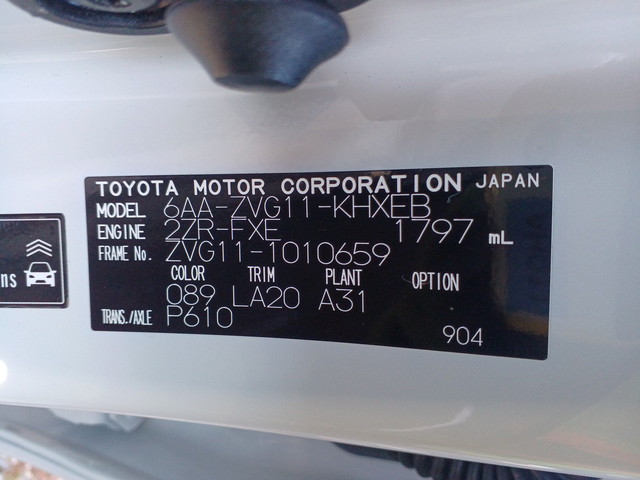 TOYOTA MOTOR CORPORATION JAPAN
MODEL 6AA-ZVG11-KHXEB
ENGINE 2ZR-FXE 1797 mL
FRAME No. ZVG11-1010659
COLOR TRIM PLANT OPTION
089 LA20 A31
TRANS./AXLE P610
904
ns